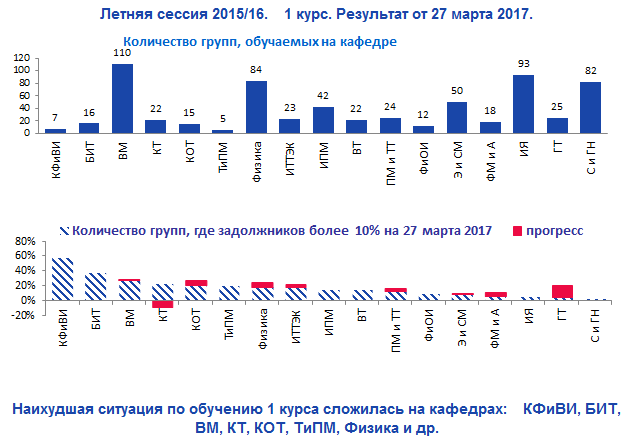 Летняя сессия 2015/16. 1 курс. Результат от 27 марта 2017.
Количество групп, обучаемых на кафедре
120
100
80
60
40
20
0
7 16 110 22 15 5 84 23 42 22 24 12 50 18 93 25 82
КФиВИ БИТ ВМ КТ КОТ ТиПМ Физика ИТТЭК ИПМ ВТ ПМ и ТТ ФиОИ Э и СМ ФМ и А ИЯ ГТ С и ГН
Количество групп, где задолжников более 10% на 27 марта 2017 прогресс
80%
60%
40%
20%
0%
-20%
КФиВИ БИТ ВМ КТ КОТ ТиПМ Физика ИТТЭК ИПМ ВТ ПМ и ТТ ФиОИ Э и СМ ФМ и А ИЯ ГТ С и ГН
Наихудшая ситуация по обучению 1 курса сложилась на кафедрах: КФиВИ, БИТ,
ВМ, КТ, КОТ, ТиПМ, Физика и др.